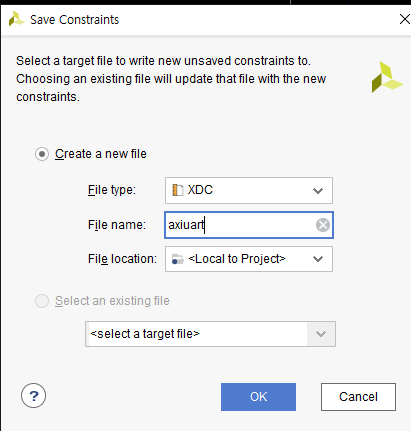 Save Constraints
Select a target file to write new unsaved constraints to.
Choosing an existing file will update that file with the new
constraints.
Create a new file
File type: XDC
File name: axiuart
File location: <Local to Project>
Select an existing file
<select a target file>
? OK Cancel